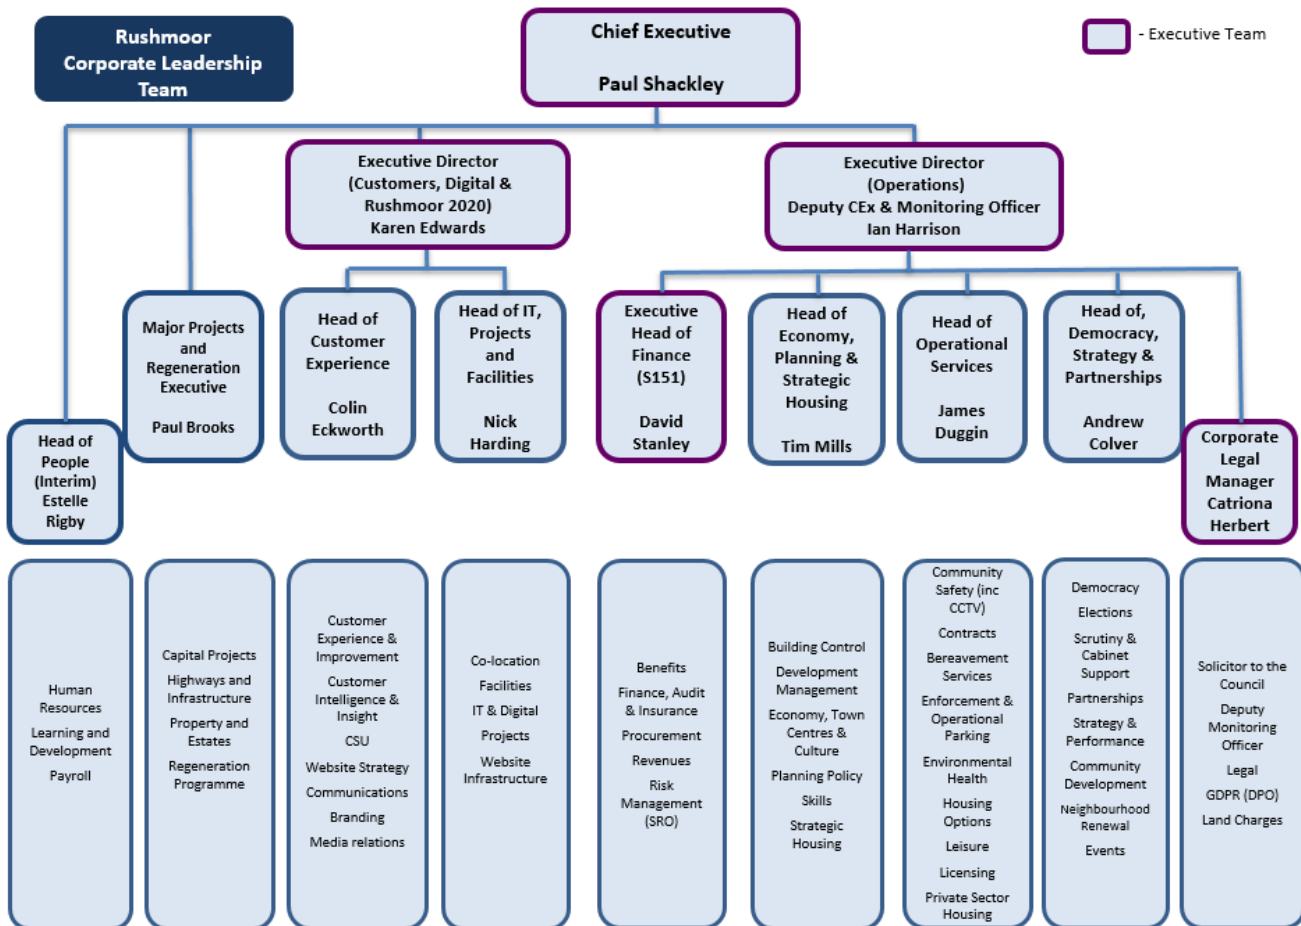 Rushmoor
Corporate Leadership
Team
Chief Executive
Paul Shackley
- Executive Team
Executive Director
(Customers, Digital &
Rushmoor 2020)
Karen Edwards
Executive Director
(Operations)
Deputy CEx & Monitoring Officer
Ian Harrison
Head of
People
(Interim)
Estelle
Rigby
Major Projects
and
Regeneration
Executive
Paul Brooks
Head of
Customer
Experience
Colin
Eckworth
Head of IT,
Projects
and
Facilities
Nick
Harding
Executive
Head of
Finance
(S151)
David
Stanley
Head of
Economy,
Planning &
Strategic
Housing
Tim Mills
Head of
Operational
Services
James
Duggin
Head of,
Democracy,
Strategy &
Partnerships
Andrew
Colver
Corporate
Legal
Manager
Catriona
Herbert
Human
Resources
Learning and
Development
Payroll
Capital Projects
Highways and
Infrastructure
Property and
Estates
Regeneration
Programme
Customer
Experience &
Improvement
Customer
Intelligence &
Insight
CSU
Website Strategy
Communications
Branding
Media relations
Co-location
Facilities
IT & Digital
Projects
Website
Infrastructure
Benefits
Finance, Audit
& Insurance
Procurement
Revenues
Risk
Management
(SRO)
Building Control
Development
Management
Economy, Town
Centres &
Culture
Planning Policy
Skills
Strategic
Housing
Community
Safety (inc
CCTV)
Contracts
Bereavement
Services
Enforcement &
Operational
Parking
Environmental
Health
Housing
Options
Leisure
Licensing
Private Sector
Housing
Democracy
Elections
Scrutiny &
Cabinet
Support
Partnerships
Strategy &
Performance
Community
Development
Neighbourhood
Renewal
Events
Solicitor to the
Council
Deputy
Monitoring
Officer
Legal
GDPR (DPO)
Land Charges